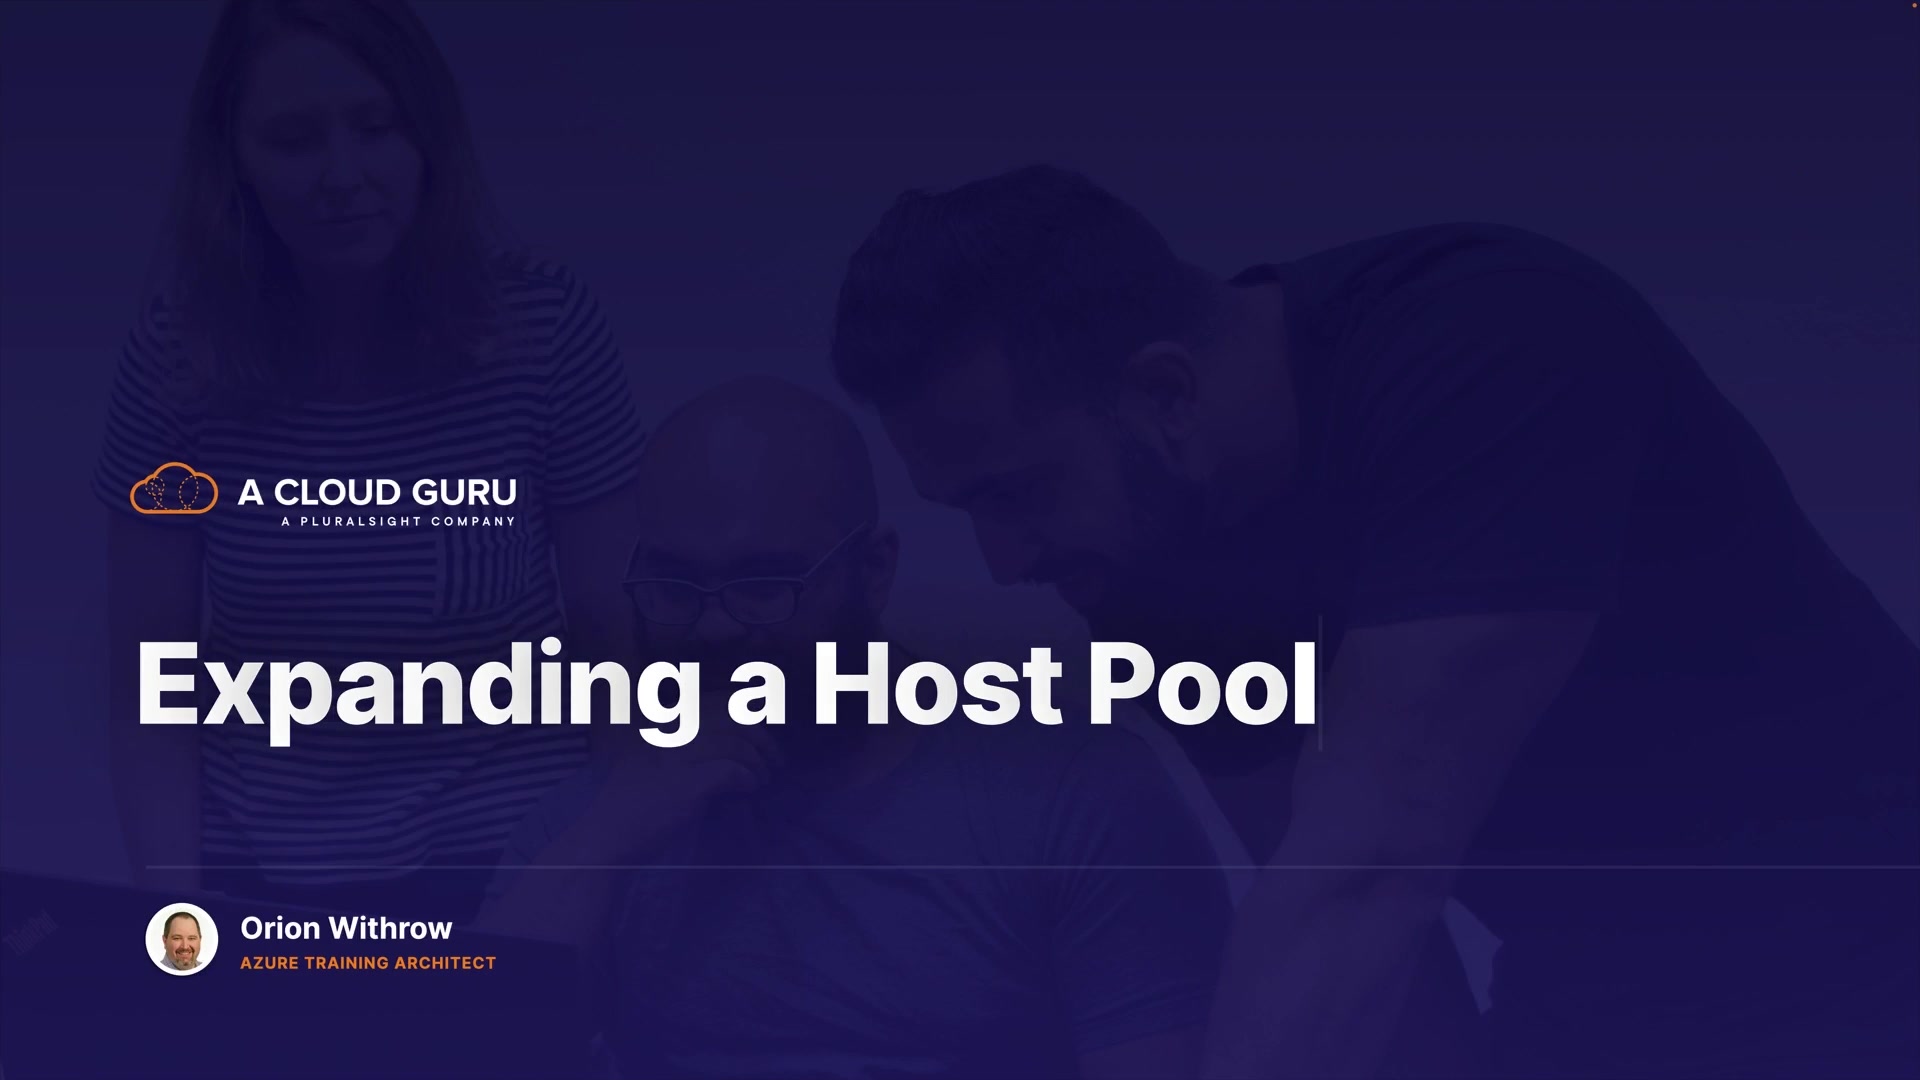 A CLOUD GURU
A PLURALSIGHT COMPANY
Expanding a Host Pool
Orion Withrow
AZURE TRAINING ARCHITECT